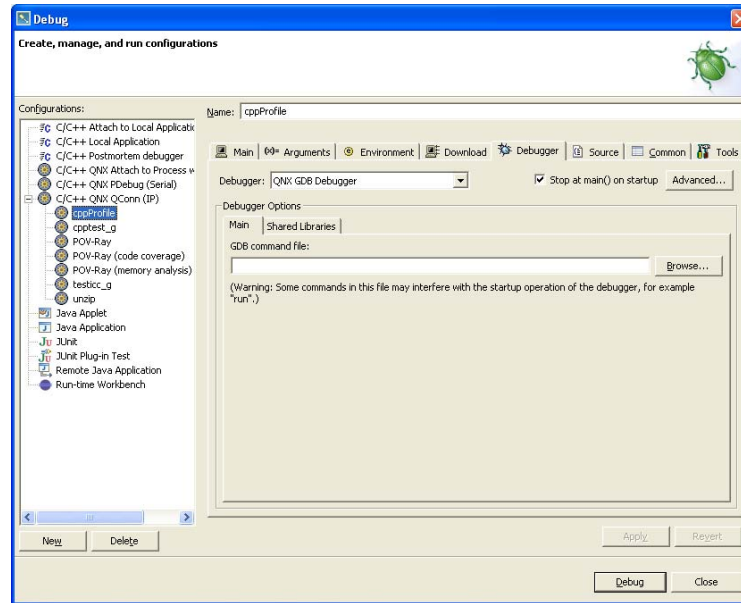 Debug
Create, manage, and run configurations
Configurations:
C/C++ Attach to Local Applicatic
C/C++ Local Application
C/C++ Postmortem debugger
C/C++ QNX Attach to Process w
C/C++ QNX PDebug (Serial)
C/C++ QNX QConn (IP)
cppProfile
cpptest_g
POV-Ray
POV-Ray (code coverage)
POV-Ray (memory analysis)
testicc_g
unzip
Java Applet
Java Application
JUnit
JUnit Plug-in Test
Remote Java Application
Run-time Workbench
New Delete
Name: cppProfile
Main Arguments Environment Download Debugger Source Common Tools
Debugger: QNX GDB Debugger Stop at main() on startup Advanced...
Debugger Options
Main Shared Libraries
GDB command file:
Browse...
(Warning: Some commands in this file may interfere with the startup operation of the debugger, for example
"run".)
Apply Revert
Debug Close